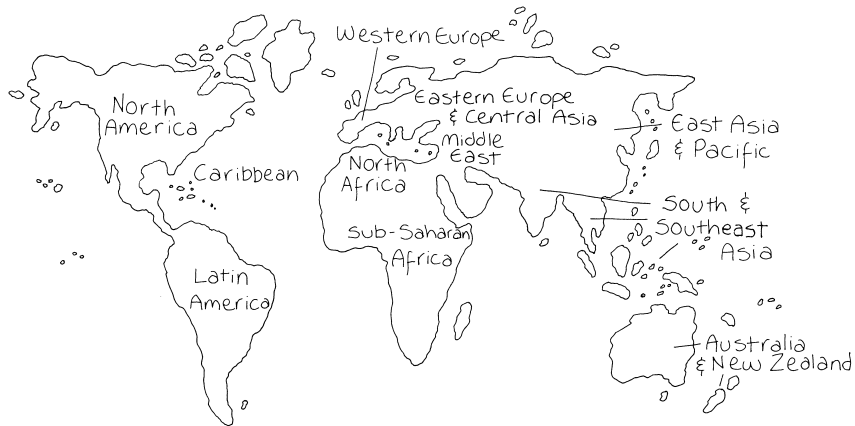 Western Europe
North
America
Caribbean
Latin
America
Eastern Europe
& Central Asia
Middle
East
North
Africa
Sub-Saharan
Africa
East Asia
& Pacific
South &
Southeast
Asia
Australia
& New Zealand